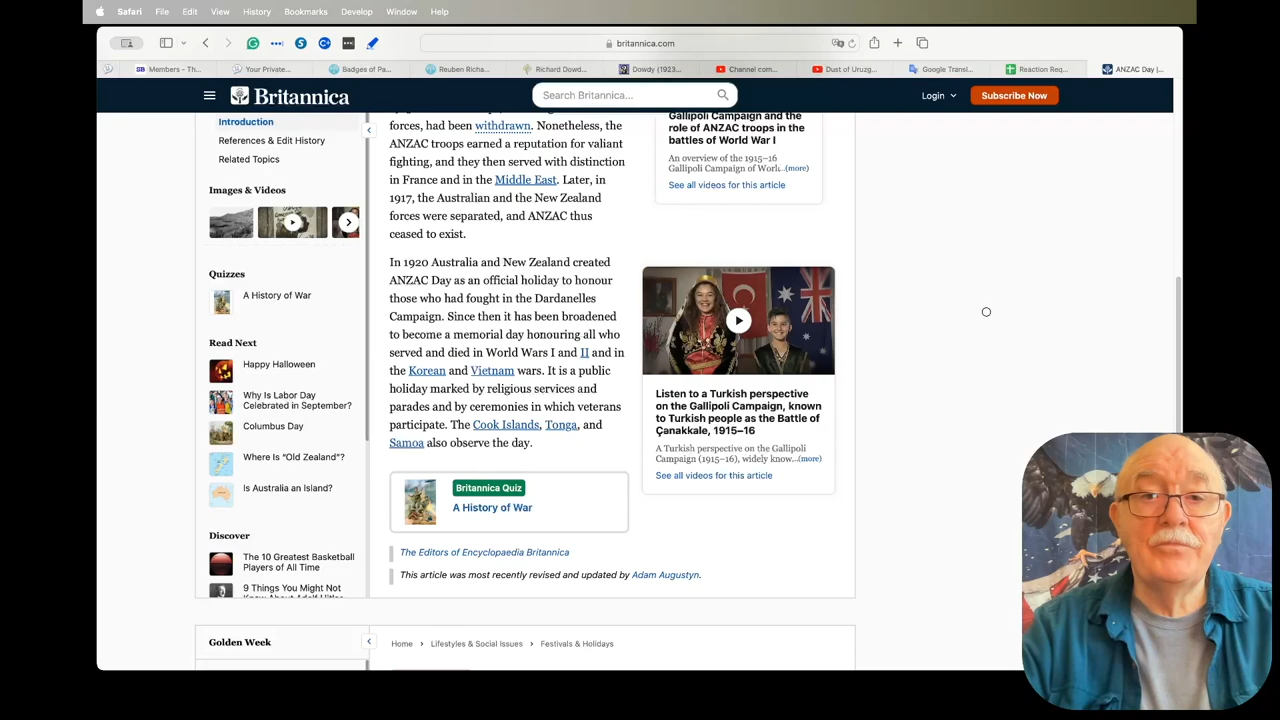 Safari File Edit View History Bookmarks Develop Window Help
britannica.com
SB Members - Th... Your Private... Badges of Pa... Reuben Richa... Richard Dowd... Dowdy (1923... Channel com... Dust of Uruzg... Google Transl... Reaction Req... ANZAC Day |...
Britannica
Search Britannica...
Login
Subscribe Now
Introduction
References & Edit History
Related Topics
Images & Videos
Quizzes
A History of War
Read Next
Happy Halloween
Why Is Labor Day
Celebrated in September?
Columbus Day
Where Is “Old Zealand”?
Is Australia an Island?
Discover
The 10 Greatest Basketball
Players of All Time
9 Things You Might Not
Know About Adolf Hitler
forces, had been withdrawn. Nonetheless, the
ANZAC troops earned a reputation for valiant
fighting, and they then served with distinction
in France and in the Middle East. Later, in
1917, the Australian and the New Zealand
forces were separated, and ANZAC thus
ceased to exist.
In 1920 Australia and New Zealand created
ANZAC Day as an official holiday to honour
those who had fought in the Dardanelles
Campaign. Since then it has been broadened
to become a memorial day honouring all who
served and died in World Wars I and II and in
the Korean and Vietnam wars. It is a public
holiday marked by religious services and
parades and by ceremonies in which veterans
participate. The Cook Islands, Tonga, and
Samoa also observe the day.
Britannica Quiz
A History of War
The Editors of Encyclopaedia Britannica
This article was most recently revised and updated by Adam Augustyn.
Gallipoli Campaign and the
role of ANZAC troops in the
battles of World War I
An overview of the 1915–16
Gallipoli Campaign of Worl...(more)
See all videos for this article
Listen to a Turkish perspective
on the Gallipoli Campaign, known
to Turkish people as the Battle of
Çanakkale, 1915–16
A Turkish perspective on the Gallipoli
Campaign (1915–16), widely know...(more)
See all videos for this article
Golden Week
Home › Lifestyles & Social Issues › Festivals & Holidays